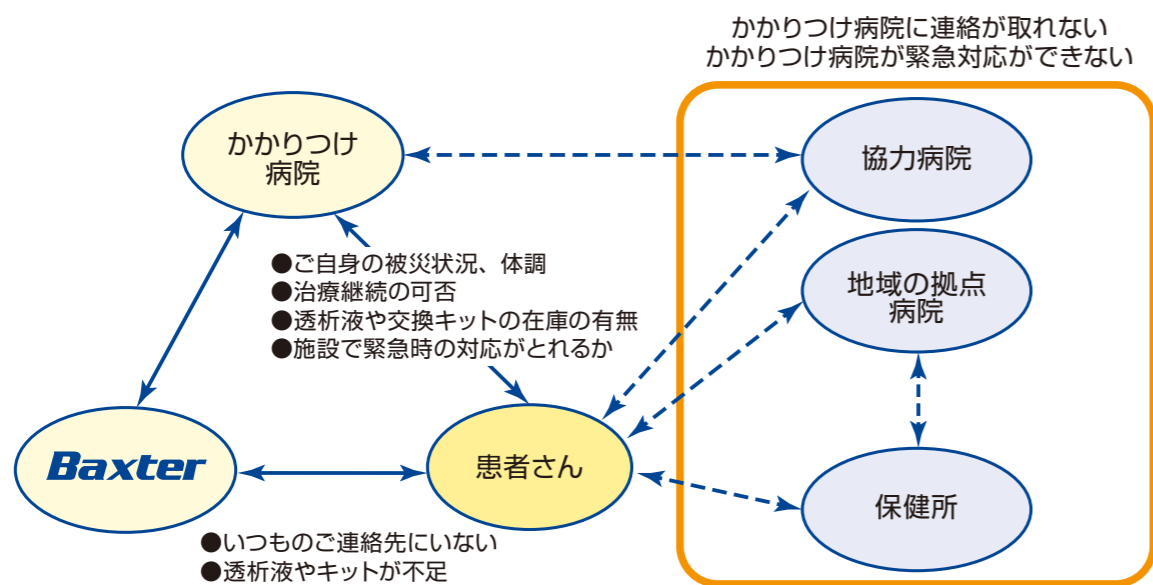 かかりつけ病院に連絡が取れない
かかりつけ病院が緊急対応ができない
かかりつけ
病院
協力病院
●ご自身の被災状況、体調
●治療継続の可否
●透析液や交換キットの在庫の有無
●施設で緊急時の対応がとれるか
地域の拠点
病院
Baxter
患者さん
保健所
●いつものご連絡先にいない
●透析液やキットが不足